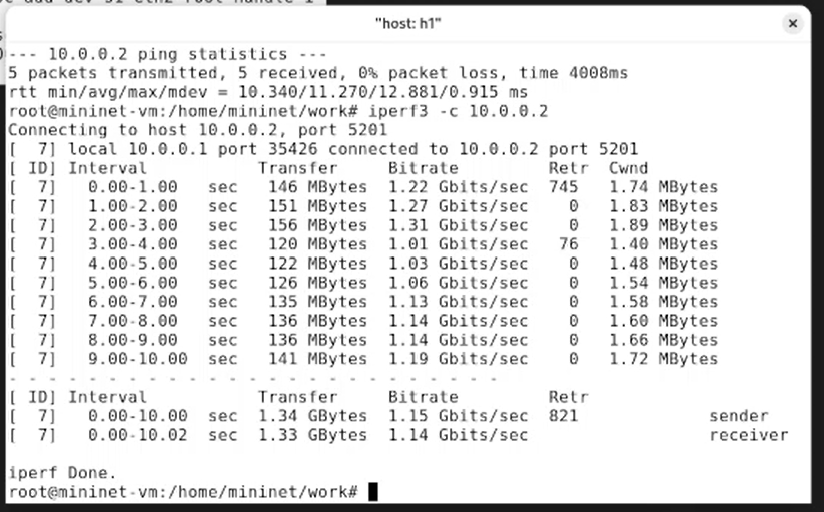 "host: h1"
--- 10.0.0.2 ping statistics ---
5 packets transmitted, 5 received, 0% packet loss, time 4008ms
rtt min/avg/max/mdev = 10.340/11.270/12.881/0.915 ms
root@mininet-vm:/home/mininet/work# iperf3 -c 10.0.0.2
Connecting to host 10.0.0.2, port 5201
[  7] local 10.0.0.1 port 35426 connected to 10.0.0.2 port 5201
[ ID] Interval           Transfer     Bitrate         Retr  Cwnd
[  7]   0.00-1.00   sec   146 MBytes  1.22 Gbits/sec  745   1.74 MBytes
[  7]   1.00-2.00   sec   151 MBytes  1.27 Gbits/sec    0   1.83 MBytes
[  7]   2.00-3.00   sec   156 MBytes  1.31 Gbits/sec    0   1.89 MBytes
[  7]   3.00-4.00   sec   120 MBytes  1.01 Gbits/sec   76   1.40 MBytes
[  7]   4.00-5.00   sec   122 MBytes  1.03 Gbits/sec    0   1.48 MBytes
[  7]   5.00-6.00   sec   126 MBytes  1.06 Gbits/sec    0   1.54 MBytes
[  7]   6.00-7.00   sec   135 MBytes  1.13 Gbits/sec    0   1.58 MBytes
[  7]   7.00-8.00   sec   136 MBytes  1.14 Gbits/sec    0   1.60 MBytes
[  7]   8.00-9.00   sec   136 MBytes  1.14 Gbits/sec    0   1.66 MBytes
[  7]   9.00-10.00  sec   141 MBytes  1.19 Gbits/sec    0   1.72 MBytes
- - - - - - - - - - - - - - - - - - - - - - - - -
[ ID] Interval           Transfer     Bitrate         Retr
[  7]   0.00-10.00  sec  1.34 GBytes  1.15 Gbits/sec  821             sender
[  7]   0.00-10.02  sec  1.33 GBytes  1.14 Gbits/sec                  receiver
iperf Done.
root@mininet-vm:/home/mininet/work#